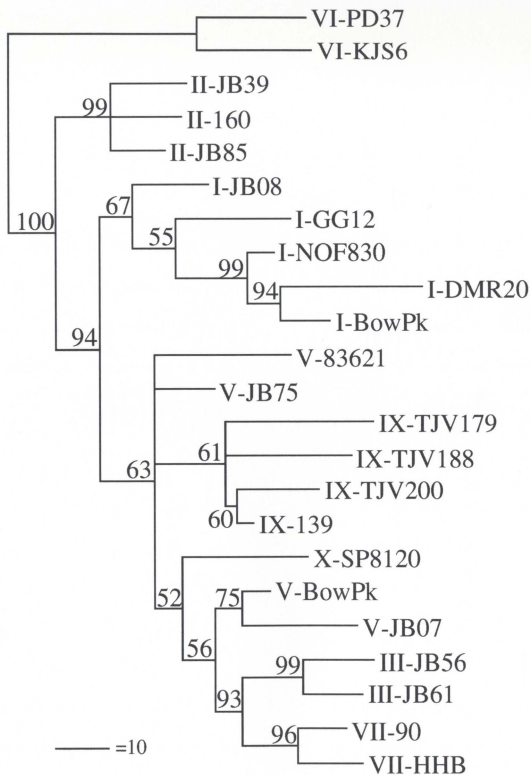 VI-PD37
VI-KJS6
II-JB39
99
II-160
II-JB85
I-JB08
67
I-GG12
100
55
I-NOF830
99
I-DMR20
94
I-BowPk
94
V-83621
V-JB75
IX-TJV179
61
63
IX-TJV188
IX-TJV200
60
IX-139
X-SP8120
52
75
V-BowPk
V-JB07
56
99
III-JB56
93
III-JB61
VII-90
96
=10
VII-HHB